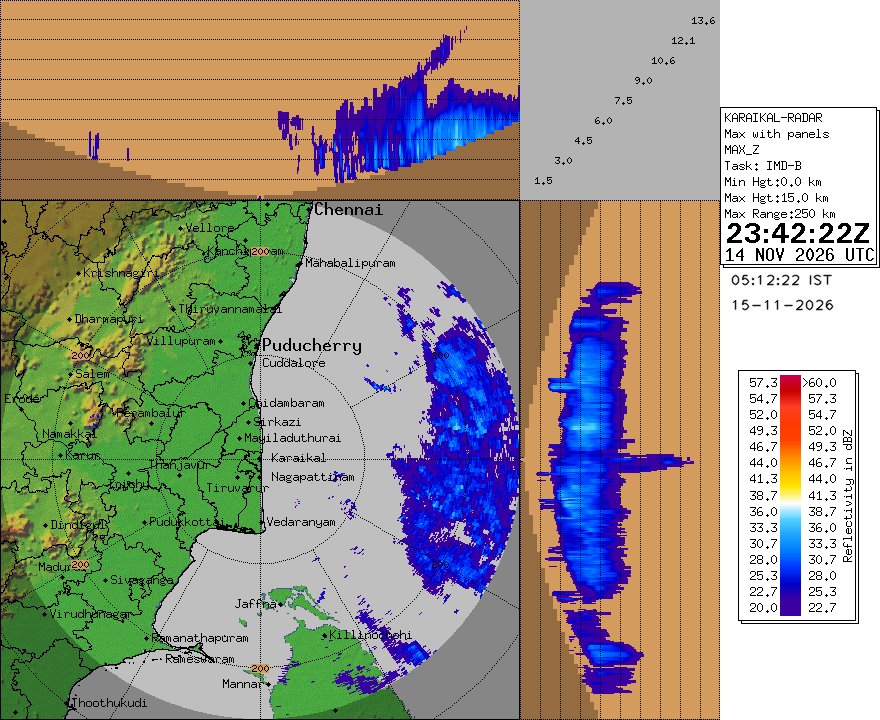 13.6
12.1
10.6
9.0
7.5
6.0
4.5
3.0
1.5
KARAIKAL-RADAR
Max with panels
MAX_Z
Task: IMD-B
Min Hgt:0.0 km
Max Hgt:15.0 km
Max Range:250 km
23:42:22Z
14 NOV 2026 UTC
05:12:22 IST
15-11-2026
Chennai
Vellore
200
Mahabalipuram
Krishnagiri
Thiruvannamalai
Dharmapuri
Villupuram
Puducherry
200
200
Cuddalore
Salem
Erode
Chidambaram
Perambalur
Sirkazi
Namakkal
Mayiladuthurai
Karur
Karaikal
Thanjavur
Nagapattinam
Tiruvarur
Dindigul
Pudukkottai
Vedaranyam
200
200
Sivaganga
Jaffna
Virudhunagar
Ramanathapuram
Killinochchi
Rameswaram
200
Mannar
Thoothukudi
57.3 >60.0
54.7 57.3
52.0 54.7
49.3 52.0
46.7 49.3
44.0 46.7
41.3 44.0
38.7 41.3
36.0 38.7
33.3 36.0
30.7 33.3
28.0 30.7
25.3 28.0
22.7 25.3
20.0 22.7
Reflectivity in dBZ